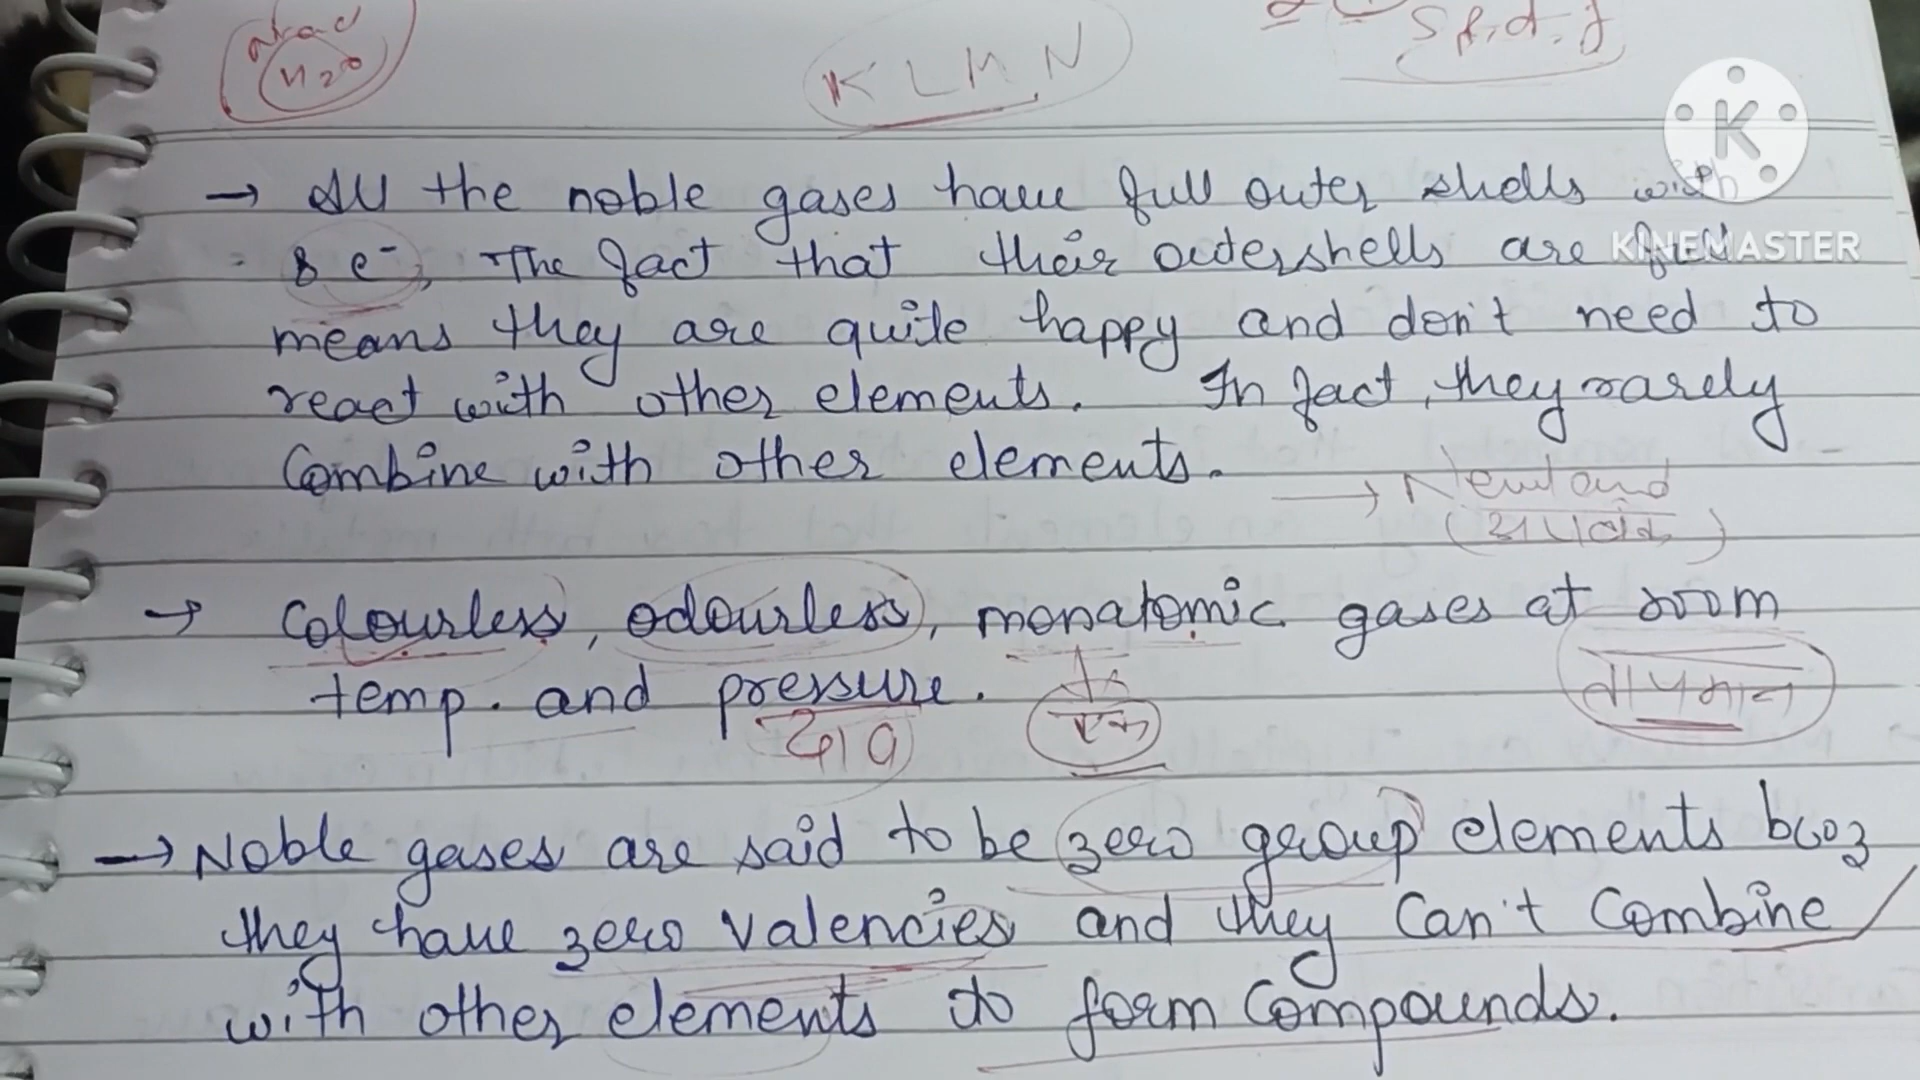 H2O
K L M N
S p, d, f
→ All the noble gases have full outer shells with
8 e⁻, The fact that their outershells are full
KINEMASTER
means they are quite happy and don't need to
react with other elements. In fact, they rarely
Combine with other elements.
→ Newland
→ Colourless, odourless, monatomic gases at room
temp. and pressure.
तापमान
दाब
एक
→ Noble gases are said to be zero group elements bcoz
they have zero valencies and they Can't Combine
with other elements to form Compounds.